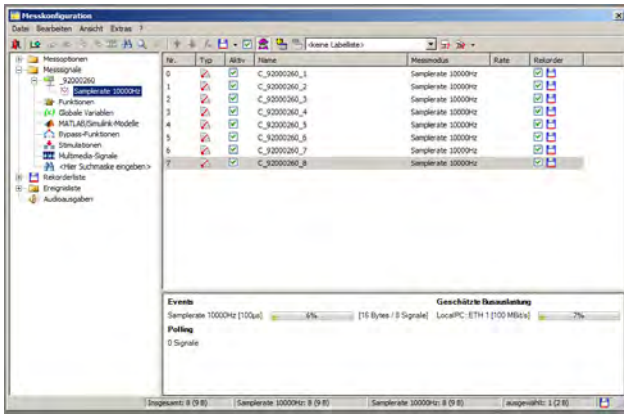 Messkonfiguration
Datei Bearbeiten Ansicht Extras ?
<keine Labelliste>
Messoptionen
Messsignale
_92000260
Samplerate 10000Hz
Funktionen
Globale Variablen
MATLAB/Simulink-Modelle
Bypass-Funktionen
Stimulationen
Multimedia-Signale
<Hier Suchmaske eingeben>
Rekorderliste
Ereignisliste
Audioausgaben
Nr. Typ Aktiv Name Messmodus Rate Rekorder
0 C_92000260_1 Samplerate 10000Hz
1 C_92000260_2 Samplerate 10000Hz
2 C_92000260_3 Samplerate 10000Hz
3 C_92000260_4 Samplerate 10000Hz
4 C_92000260_5 Samplerate 10000Hz
5 C_92000260_6 Samplerate 10000Hz
6 C_92000260_7 Samplerate 10000Hz
7 C_92000260_8 Samplerate 10000Hz
Events Geschätzte Busauslastung
Samplerate 10000Hz [100µs] 6% [16 Bytes / 8 Signale] LocalPC::ETH 1 [100 MBit/s] 7%
Polling
0 Signale
Insgesamt: 8 (9 B) Samplerate 10000Hz: 8 (9 B) Samplerate 10000Hz: 8 (9 B) ausgewählt: 1 (2 B)